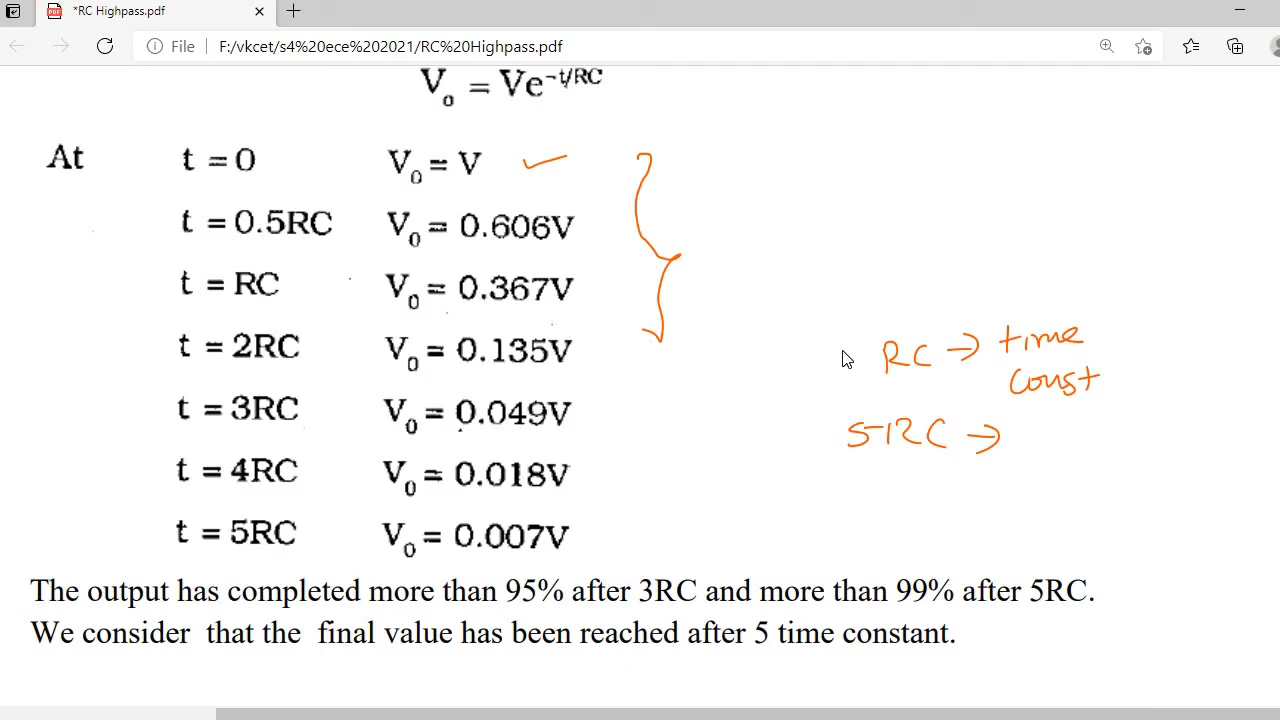 *RC Highpass.pdf
File F:/vkcet/s4%20ece%202021/RC%20Highpass.pdf
V₀ = Ve^-t/RC
At t = 0 V₀ = V
t = 0.5RC V₀ = 0.606V
t = RC V₀ = 0.367V
t = 2RC V₀ = 0.135V
RC → time
const
t = 3RC V₀ = 0.049V
5RC →
t = 4RC V₀ = 0.018V
t = 5RC V₀ = 0.007V
The output has completed more than 95% after 3RC and more than 99% after 5RC.
We consider that the final value has been reached after 5 time constant.